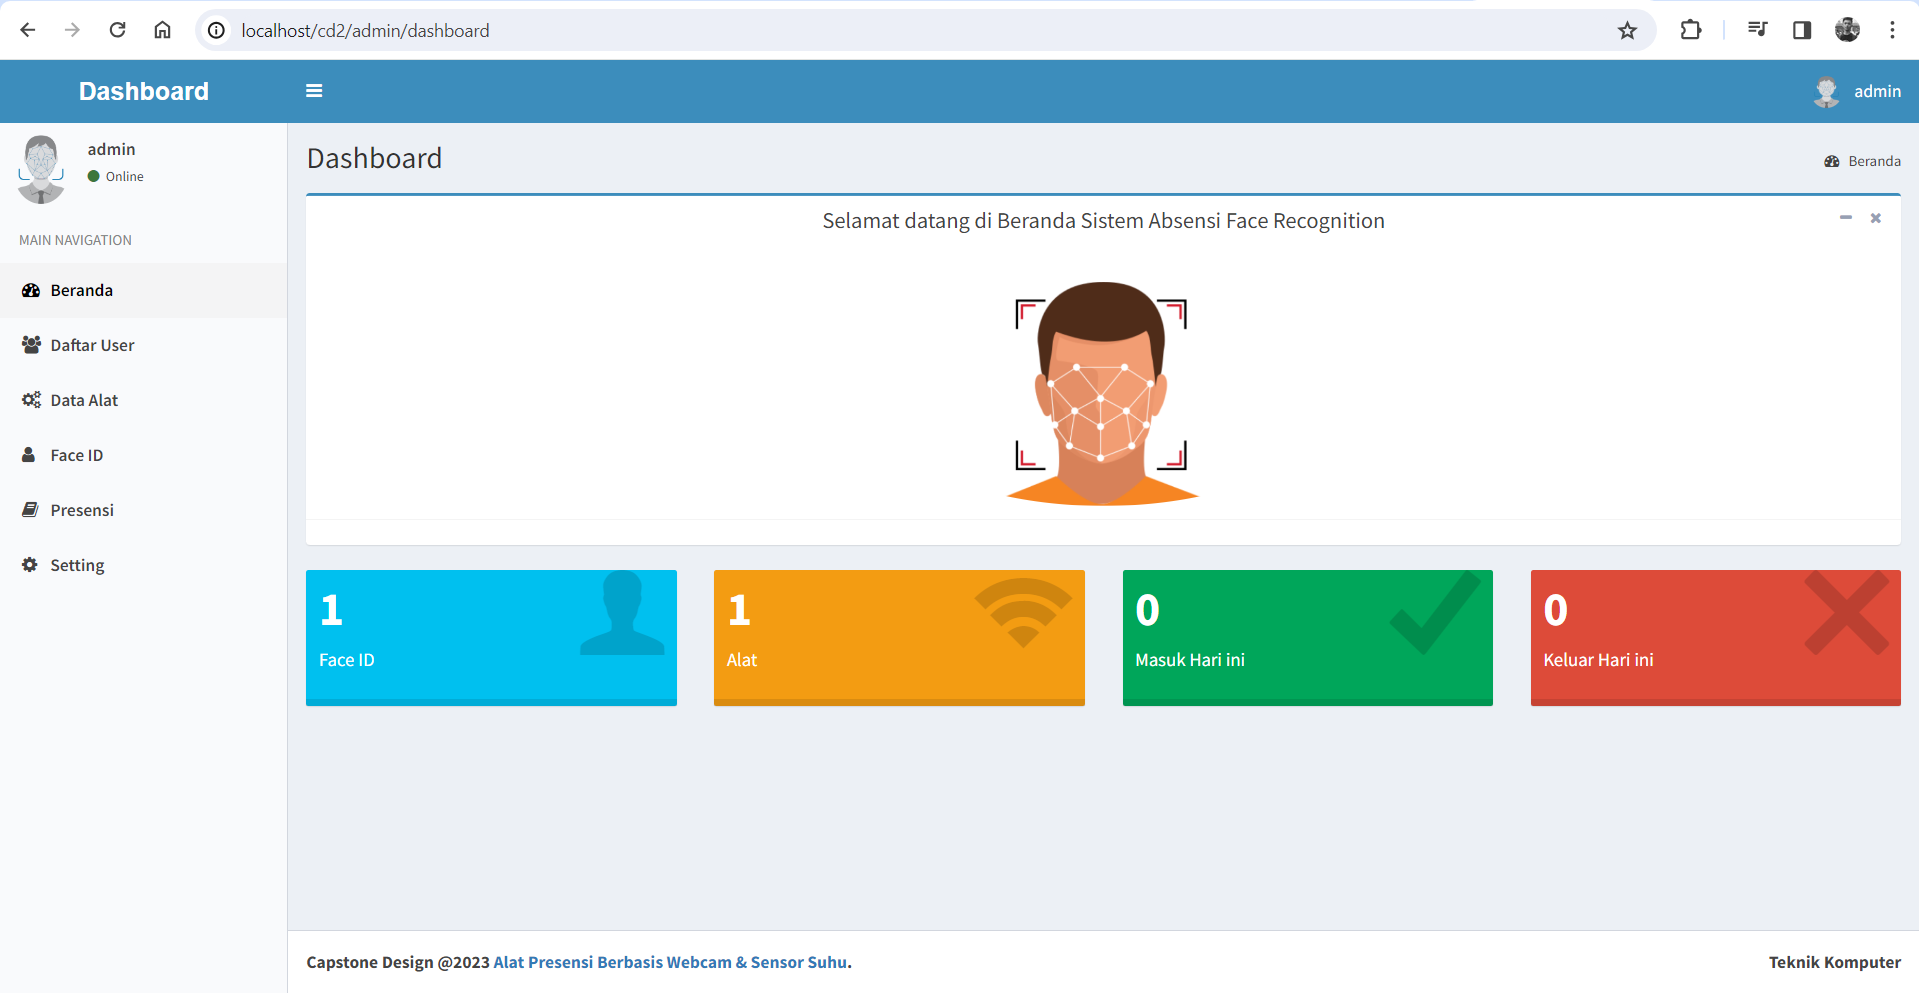 localhost/cd2/admin/dashboard
Dashboard
admin
admin
Online
MAIN NAVIGATION
Beranda
Daftar User
Data Alat
Face ID
Presensi
Setting
Dashboard
Beranda
Selamat datang di Beranda Sistem Absensi Face Recognition
1
Face ID
1
Alat
0
Masuk Hari ini
0
Keluar Hari ini
Capstone Design @2023 Alat Presensi Berbasis Webcam & Sensor Suhu.
Teknik Komputer